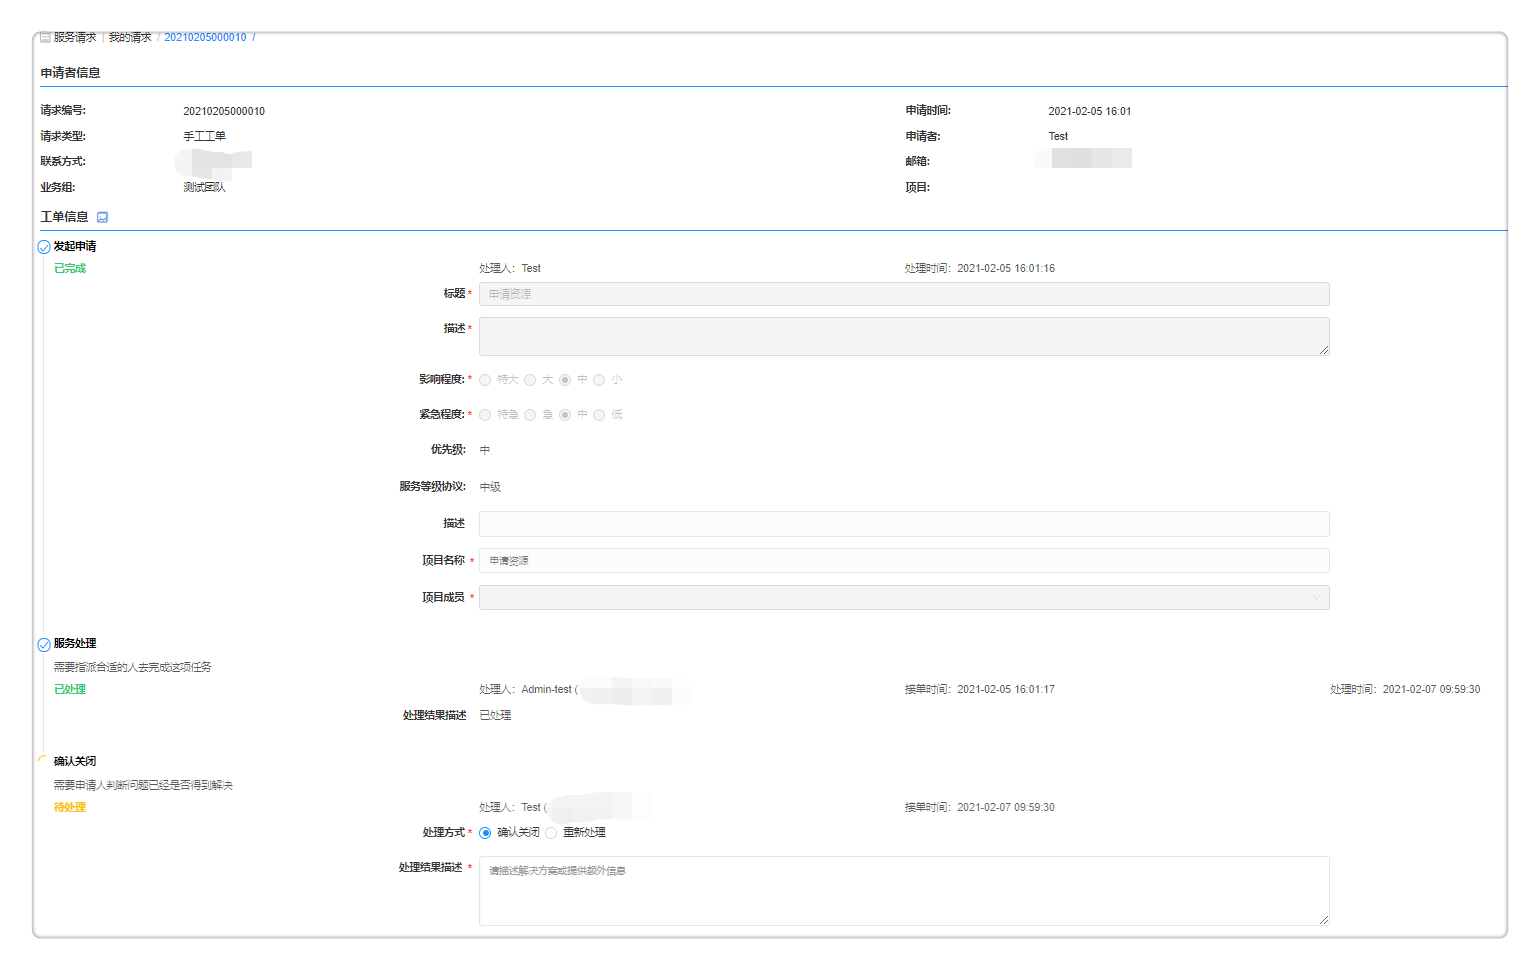 服务请求 | 我的请求 / 20210205000010 /
申请者信息
请求编号: 20210205000010 申请时间: 2021-02-05 16:01
请求类型: 手工工单 申请者: Test
联系方式: 邮箱:
业务组: 测试团队 项目:
工单信息
发起申请
已完成 处理人: Test 处理时间: 2021-02-05 16:01:16
标题 * 申请资源
描述 *
影响程度: * 特大 大 中 小
紧急程度: * 特急 急 中 低
优先级: 中
服务等级协议: 中级
描述
项目名称 * 申请资源
项目成员 *
服务处理
需要指派合适的人去完成这项任务
已处理 处理人: Admin-test ( 接单时间: 2021-02-05 16:01:17 处理时间: 2021-02-07 09:59:30
处理结果描述 已处理
确认关闭
需要申请人判断问题已经是否得到解决
待处理 处理人: Test ( 接单时间: 2021-02-07 09:59:30
处理方式 * 确认关闭 重新处理
处理结果描述 * 请描述解决方案或提供额外信息